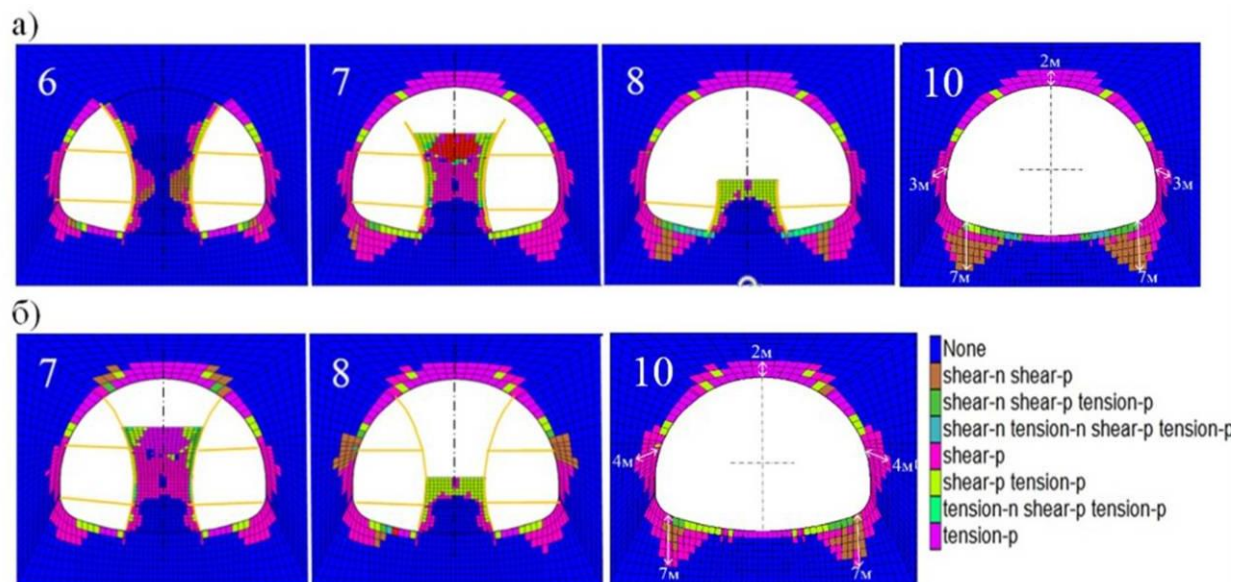 а)
6
7
8
10
2м
3м
3м
7м
7м
б)
7
8
10
2м
4м
4м
7м
7м
None
shear-n shear-p
shear-n shear-p tension-p
shear-n tension-n shear-p tension-p
shear-p
shear-p tension-p
tension-n shear-p tension-p
tension-p